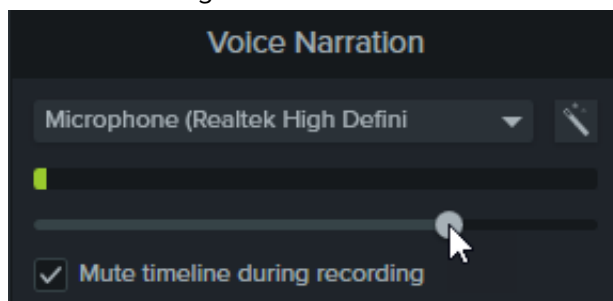 Voice Narration
Microphone (Realtek High Defini
Mute timeline during recording